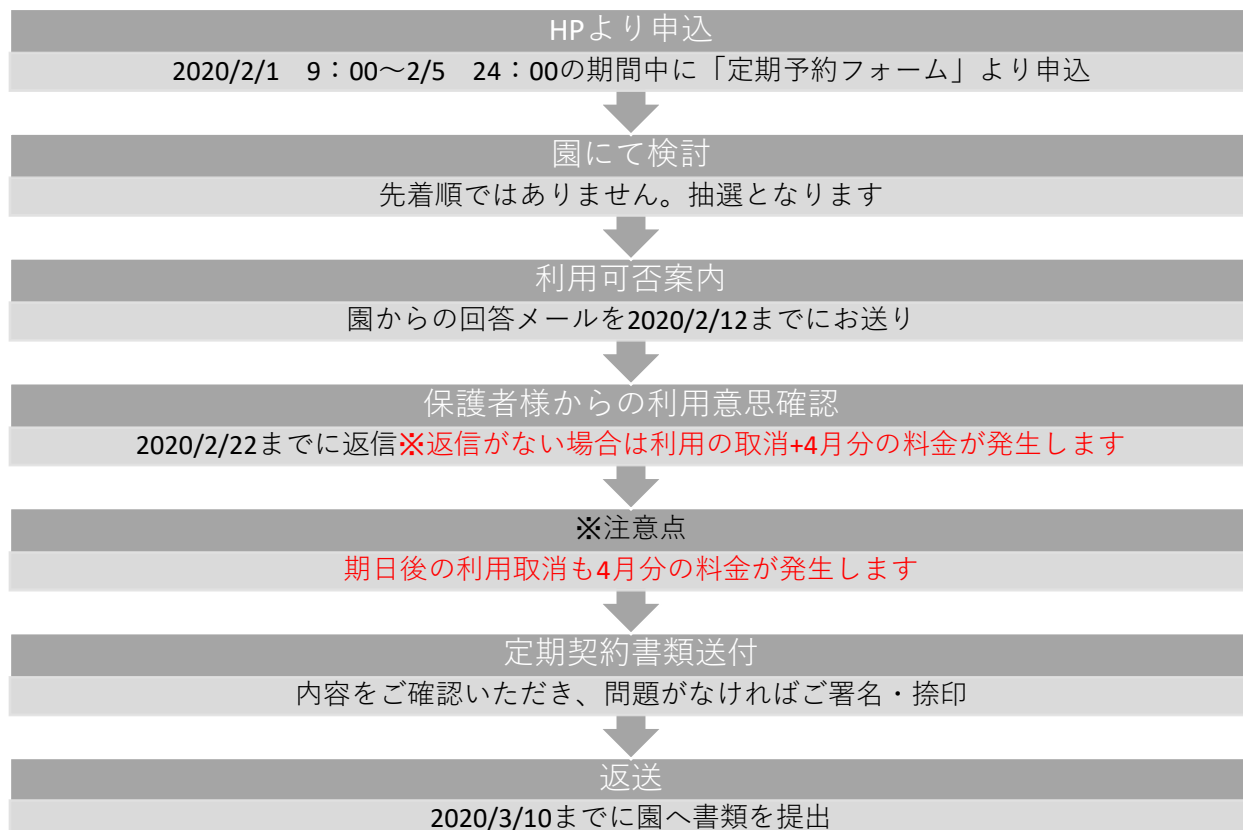 HPより申込
2020/2/1　9：00～2/5　24：00の期間中に「定期予約フォーム」より申込
園にて検討
先着順ではありません。抽選となります
利用可否案内
園からの回答メールを2020/2/12までにお送り
保護者様からの利用意思確認
2020/2/22までに返信※返信がない場合は利用の取消+4月分の料金が発生します
※注意点
期日後の利用取消も4月分の料金が発生します
定期契約書類送付
内容をご確認いただき、問題がなければご署名・捺印
返送
2020/3/10までに園へ書類を提出